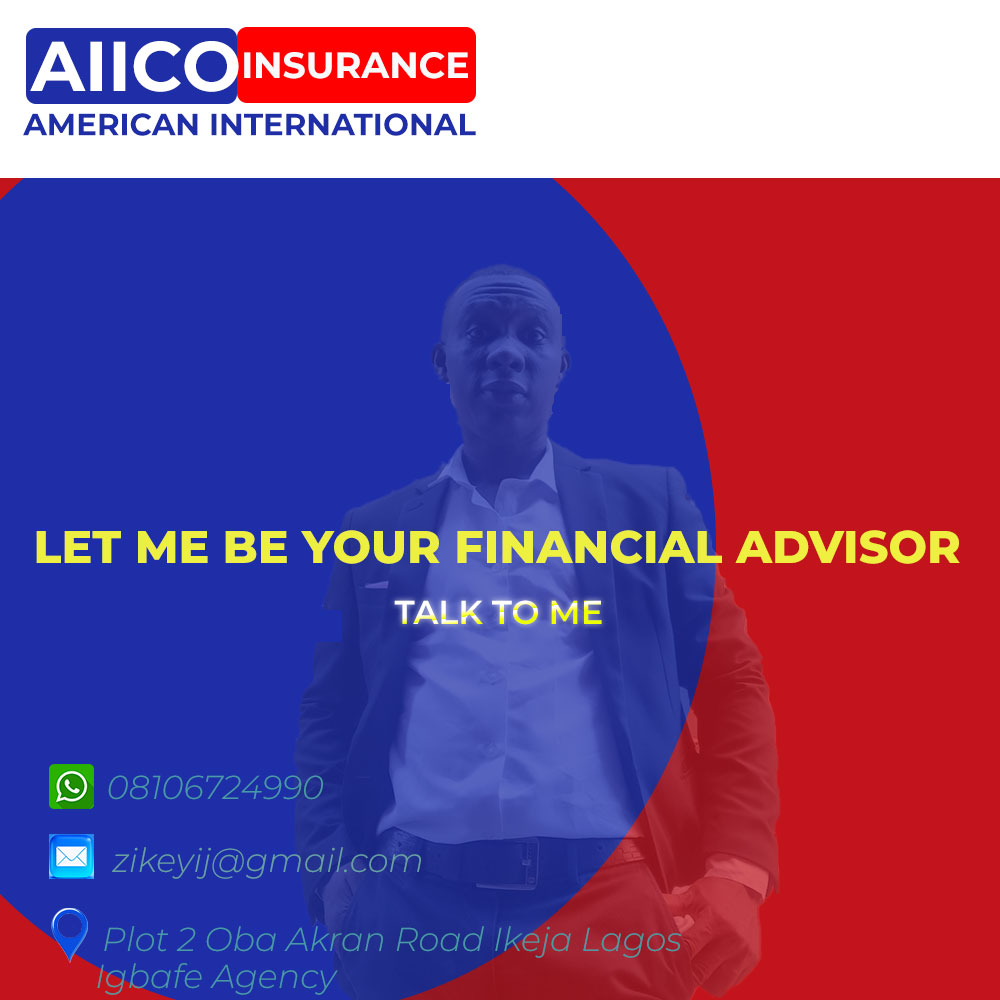 AIICO INSURANCE
AMERICAN INTERNATIONAL
LET ME BE YOUR FINANCIAL ADVISOR
TALK TO ME
08106724990
zikeyij@gmail.com
Plot 2 Oba Akran Road Ikeja Lagos
Igbafe Agency